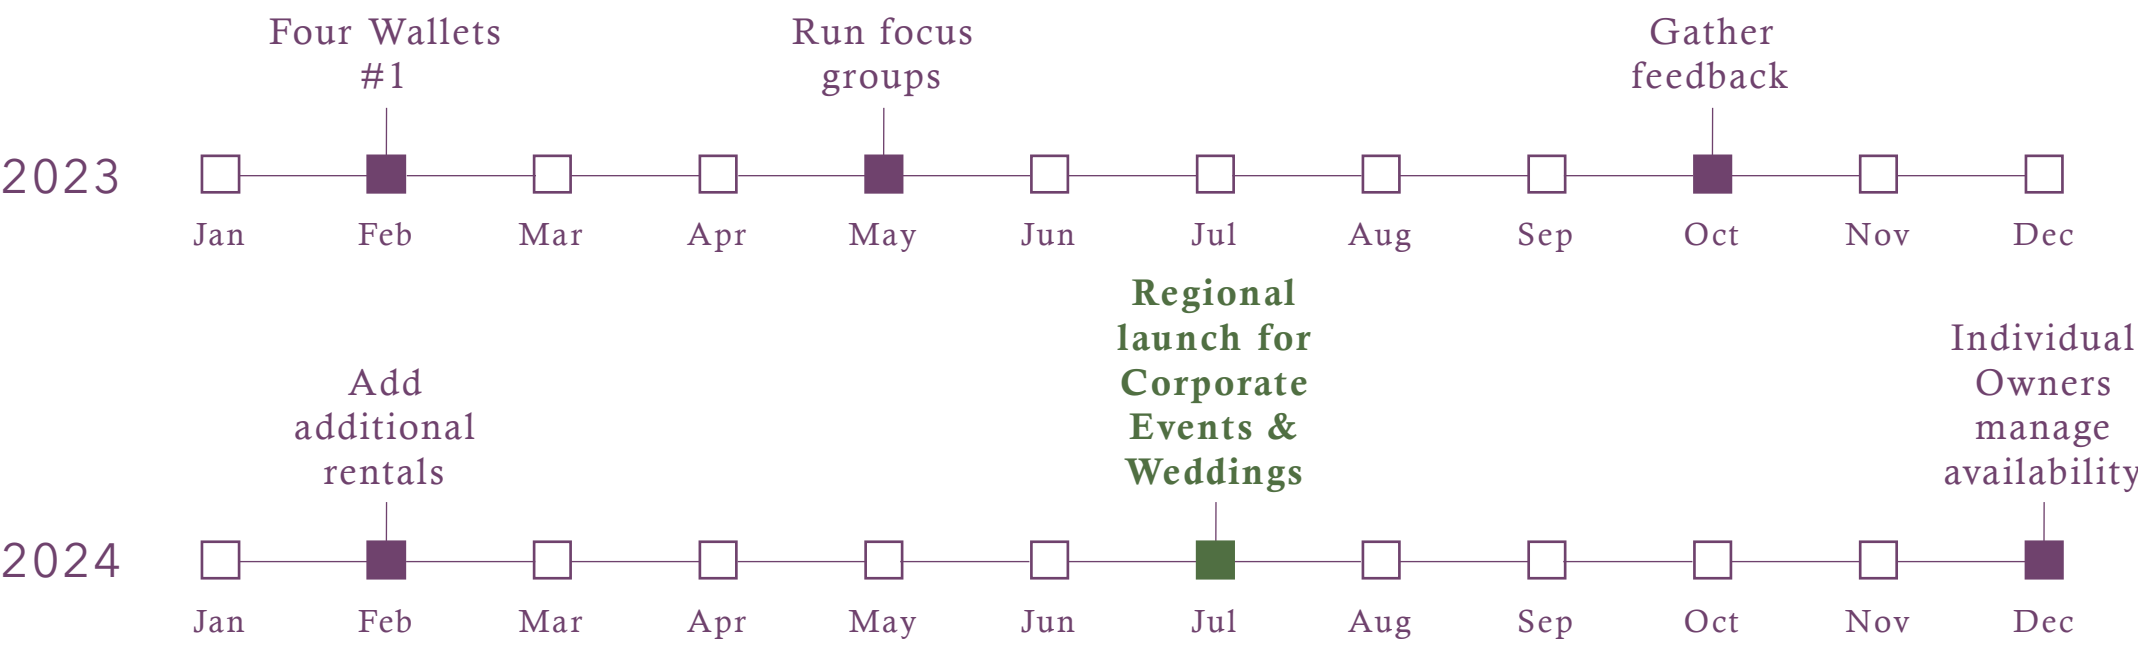 Four Wallets
#1
Run focus
groups
Gather
feedback
2023
Jan Feb Mar Apr May Jun Jul Aug Sep Oct Nov Dec
Add
additional
rentals
Regional
launch for
Corporate
Events &
Weddings
Individual
Owners
manage
availability
2024
Jan Feb Mar Apr May Jun Jul Aug Sep Oct Nov Dec